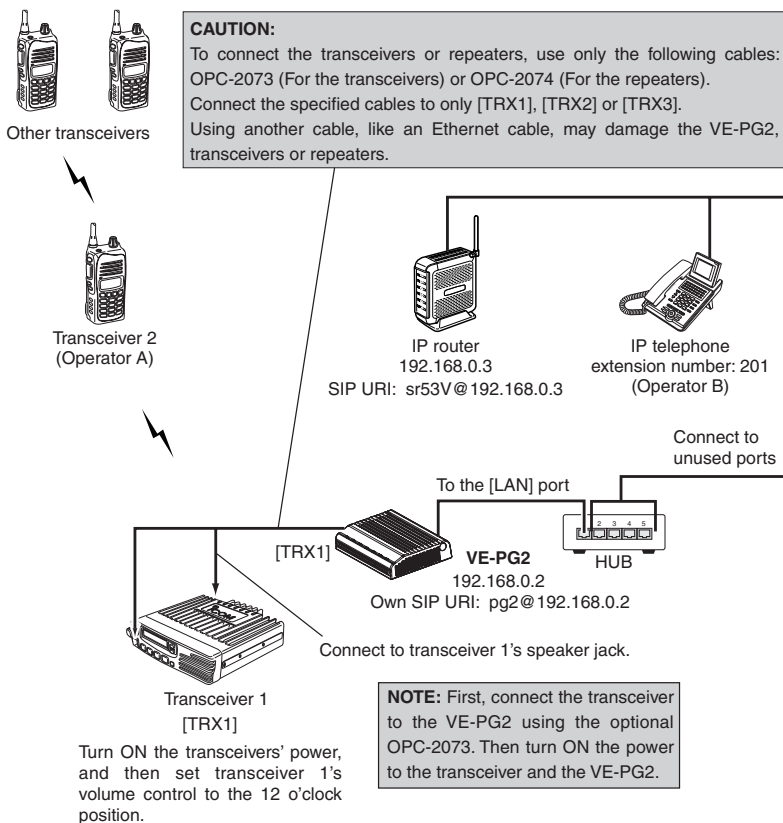 CAUTION:
To connect the transceivers or repeaters, use only the following cables:
OPC-2073 (For the transceivers) or OPC-2074 (For the repeaters).
Connect the specified cables to only [TRX1], [TRX2] or [TRX3].
Using another cable, like an Ethernet cable, may damage the VE-PG2,
transceivers or repeaters.
Other transceivers
Transceiver 2
(Operator A)
IP router
192.168.0.3
SIP URI: sr53V@192.168.0.3
IP telephone
extension number: 201
(Operator B)
Connect to
unused ports
To the [LAN] port
2 3 4 5
HUB
[TRX1]
VE-PG2
192.168.0.2
Own SIP URI: pg2@192.168.0.2
Connect to transceiver 1's speaker jack.
Transceiver 1
[TRX1]
Turn ON the transceivers' power,
and then set transceiver 1's
volume control to the 12 o'clock
position.
NOTE: First, connect the transceiver
to the VE-PG2 using the optional
OPC-2073. Then turn ON the power
to the transceiver and the VE-PG2.